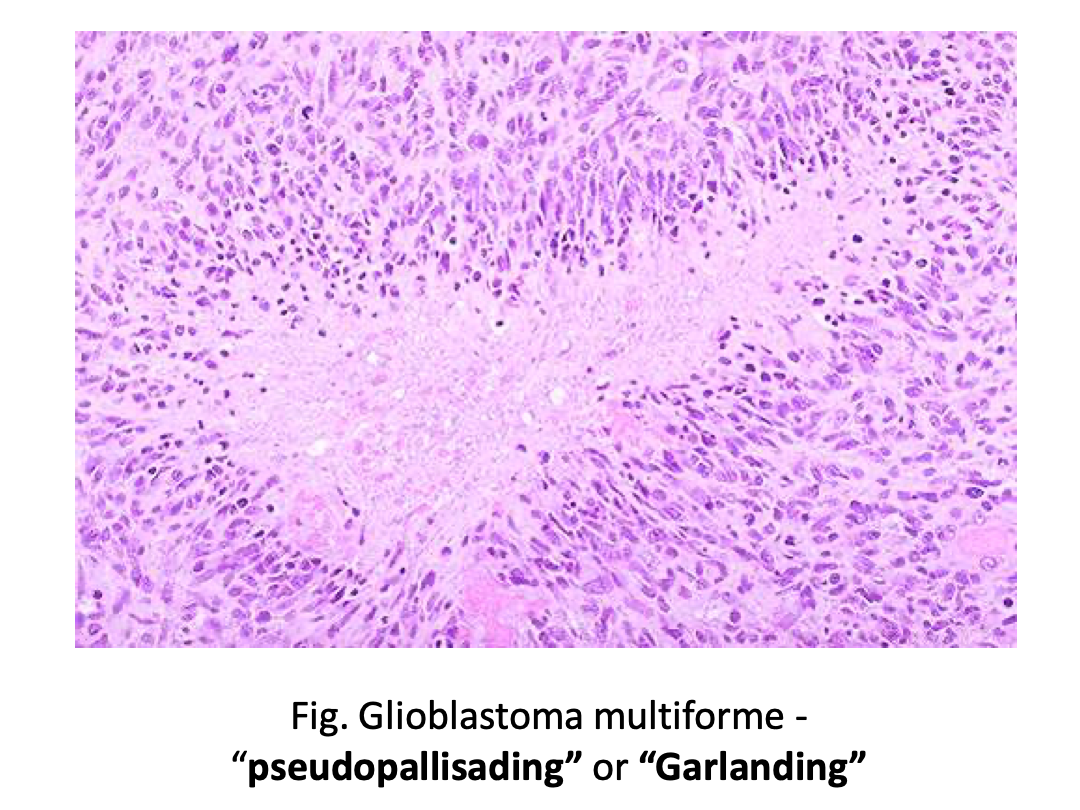 Fig. Glioblastoma multiforme -
“pseudopallisading” or “Garlanding”